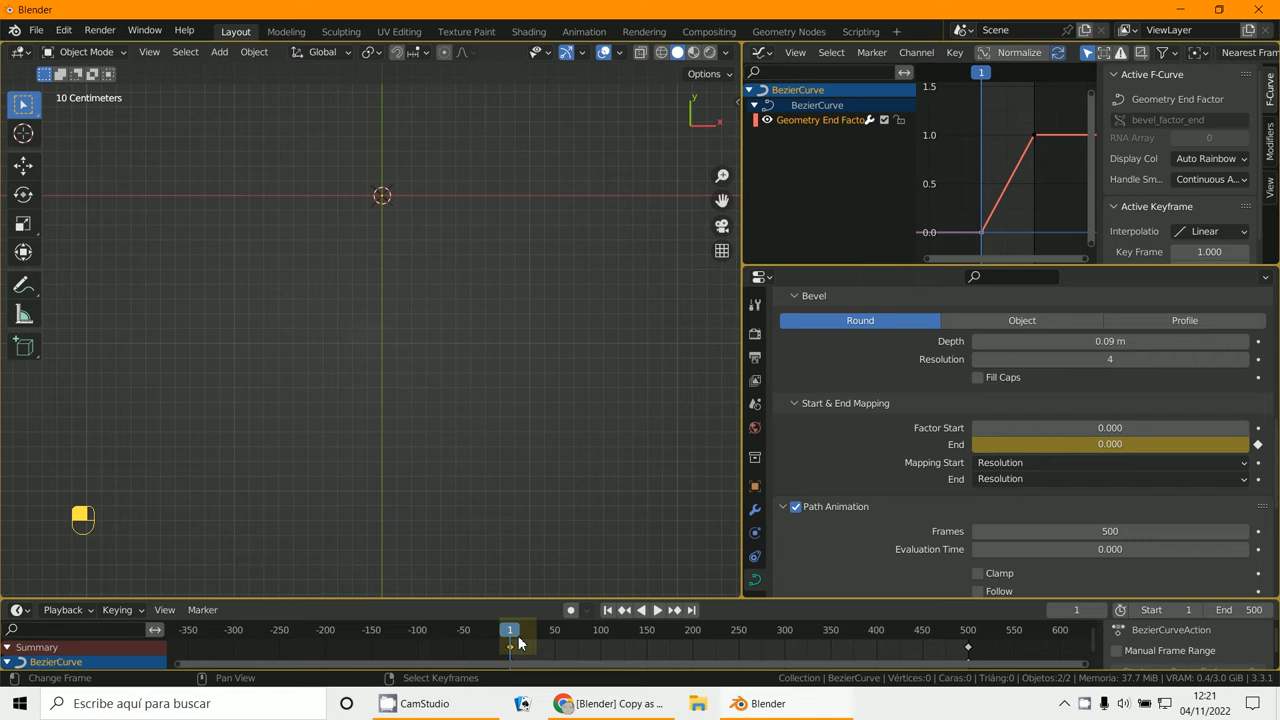 Blender
File Edit Render Window Help Layout Modeling Sculpting UV Editing Texture Paint Shading Animation Rendering Compositing Scripting + Scene ViewLayer
Object Mode View Select Add Object Global View Select Marker Channel Key Normalize Nearest Fram
Options
10 Centimeters
y
x
1
BezierCurve
BezierCurve
Geometry End Facto
1.5
1.0
0.5
0.0
Active F-Curve
Geometry End Factor
bevel_factor_end
RNA Array 0
Display Col Auto Rainbow
Handle Sm... Continuous A...
Active Keyframe
Interpolatio Linear
Key Frame 1.000
F-Curve
Modifiers
View
Bevel
Round Object Profile
Depth 0.09 m
Resolution 4
Fill Caps
Start & End Mapping
Factor Start 0.000
End 0.000
Mapping Start Resolution
End Resolution
Path Animation
Frames 500
Evaluation Time 0.000
Clamp
Follow
Playback Keying View Marker 1 Start 1 End 500
-350 -300 -250 -200 -150 -100 -50 1 50 100 150 200 250 300 350 400 450 500 550 600 BezierCurveAction
Summary Manual Frame Range
BezierCurve
Change Frame Pan View Select Keyframes Collection | BezierCurve | Vértices:0 | Caras:0 | Triáng:0 | Objetos:2/2 | Memoria: 37.7 MiB | VRAM: 0.4/3.0 GiB | 3.3.1
Escribe aquí para buscar CamStudio [Blender] Copy as ... Blender 12:21
04/11/2022